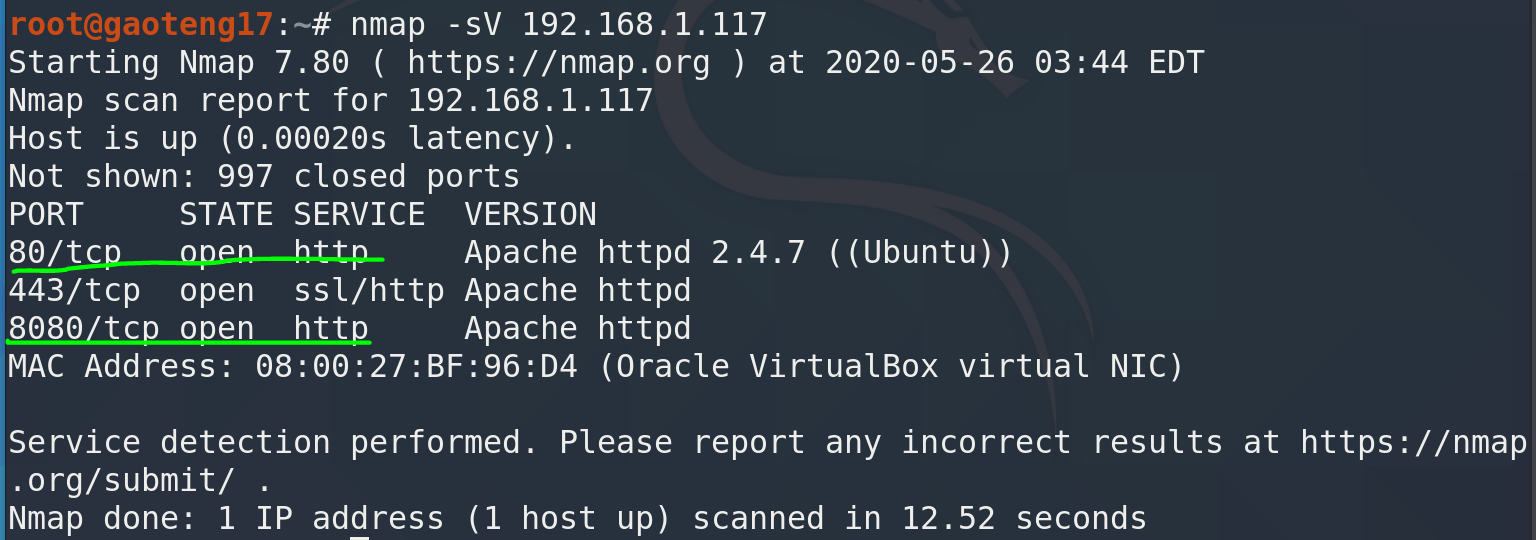 root@gaoteng17:~# nmap -sV 192.168.1.117
Starting Nmap 7.80 ( https://nmap.org ) at 2020-05-26 03:44 EDT
Nmap scan report for 192.168.1.117
Host is up (0.00020s latency).
Not shown: 997 closed ports
PORT     STATE SERVICE  VERSION
80/tcp   open  http     Apache httpd 2.4.7 ((Ubuntu))
443/tcp  open  ssl/http Apache httpd
8080/tcp open  http     Apache httpd
MAC Address: 08:00:27:BF:96:D4 (Oracle VirtualBox virtual NIC)
Service detection performed. Please report any incorrect results at https://nmap
.org/submit/ .
Nmap done: 1 IP address (1 host up) scanned in 12.52 seconds